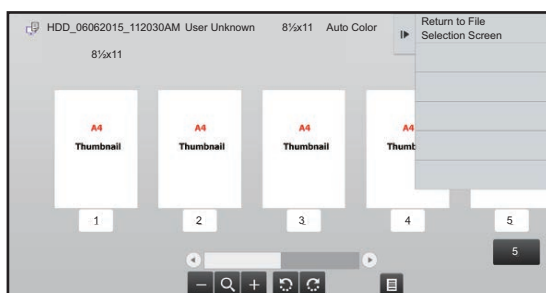 HDD_06062015_112030AM User Unknown 8½x11 Auto Color
8½x11
Return to File
Selection Screen
A4 A4 A4 A4
Thumbnail Thumbnail Thumbnail Thumb
1 2 3 4 5
5